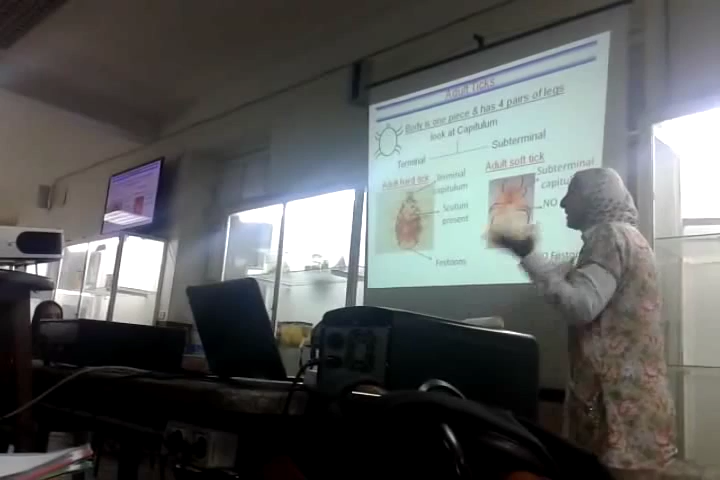 Adult Ticks
Body is one piece & has 4 pairs of legs
look at Capitulum
Terminal
Subterminal
Adult hard tick
Terminal
capitulum
Scutum
present
Festoons
Adult soft tick
Subterminal
NO